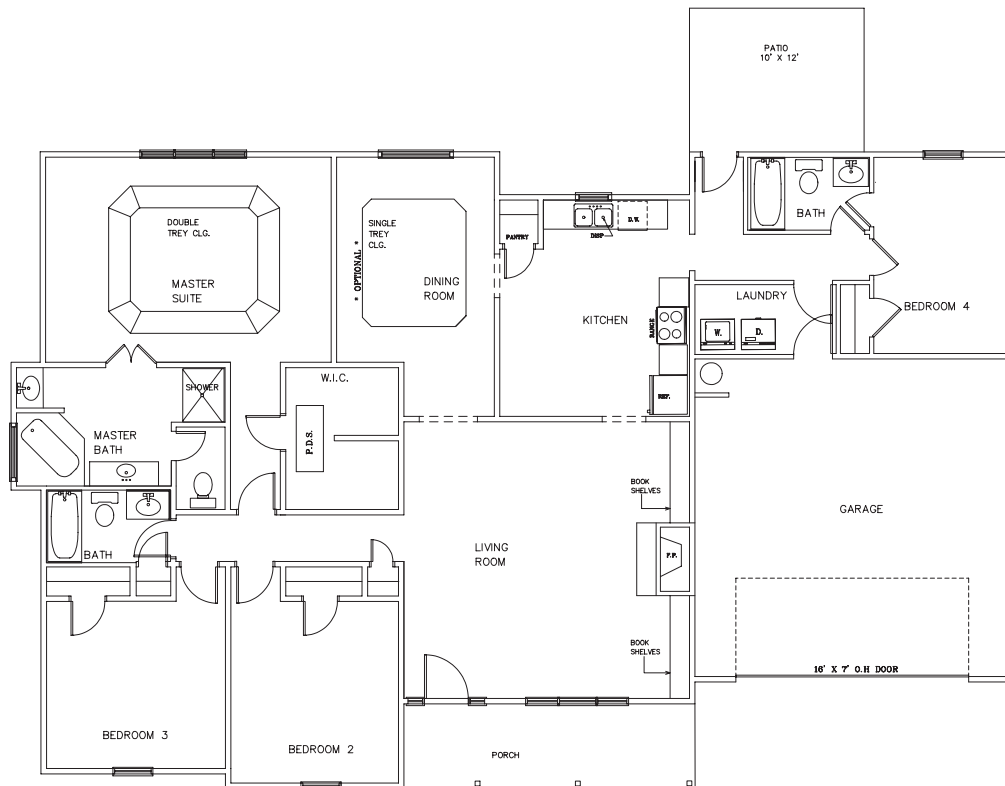 PATIO
10' X 12'
DOUBLE
TREY CLG.
MASTER
SUITE
SINGLE
TREY
CLG.
* OPTIONAL *
DINING
ROOM
PANTRY
DISP
D.W.
KITCHEN
RANGE
REF.
BATH
LAUNDRY
W.
D.
BEDROOM 4
W.I.C.
P.D.S.
SHOWER
MASTER
BATH
BATH
BOOK
SHELVES
LIVING
ROOM
F.P.
GARAGE
BOOK
SHELVES
16' X 7' O.H DOOR
BEDROOM 3
BEDROOM 2
PORCH